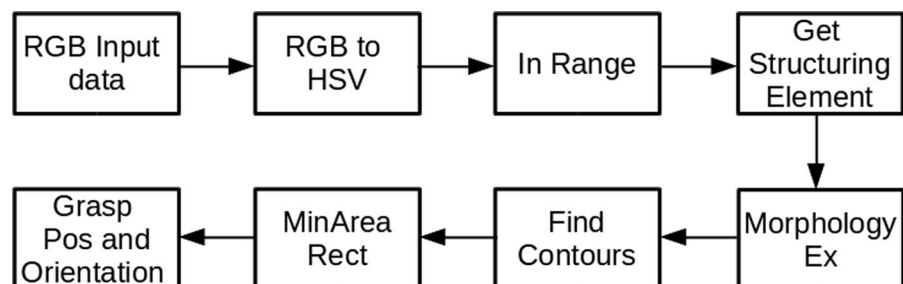 RGB Input
data
RGB to
HSV
In Range
Get
Structuring
Element
Morphology
Ex
Find
Contours
MinArea
Rect
Grasp
Pos and
Orientation